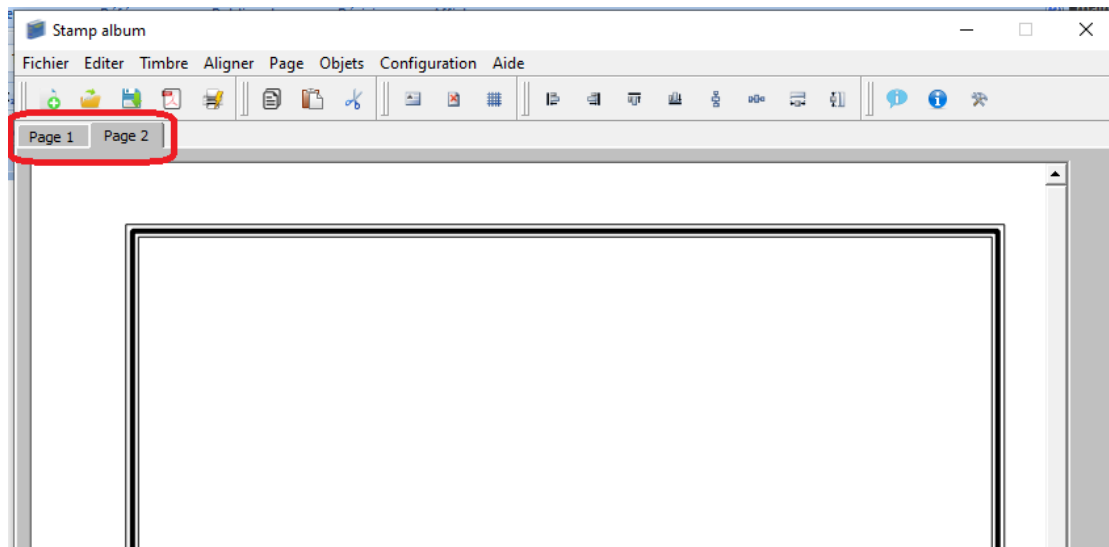 Stamp album
Fichier Editer Timbre Aligner Page Objets Configuration Aide
Page 1 Page 2